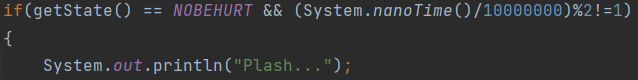 if(getState() == NOBEHURT && (System.nanoTime()/10000000)%2!=1)
{
System.out.println("Plash...");